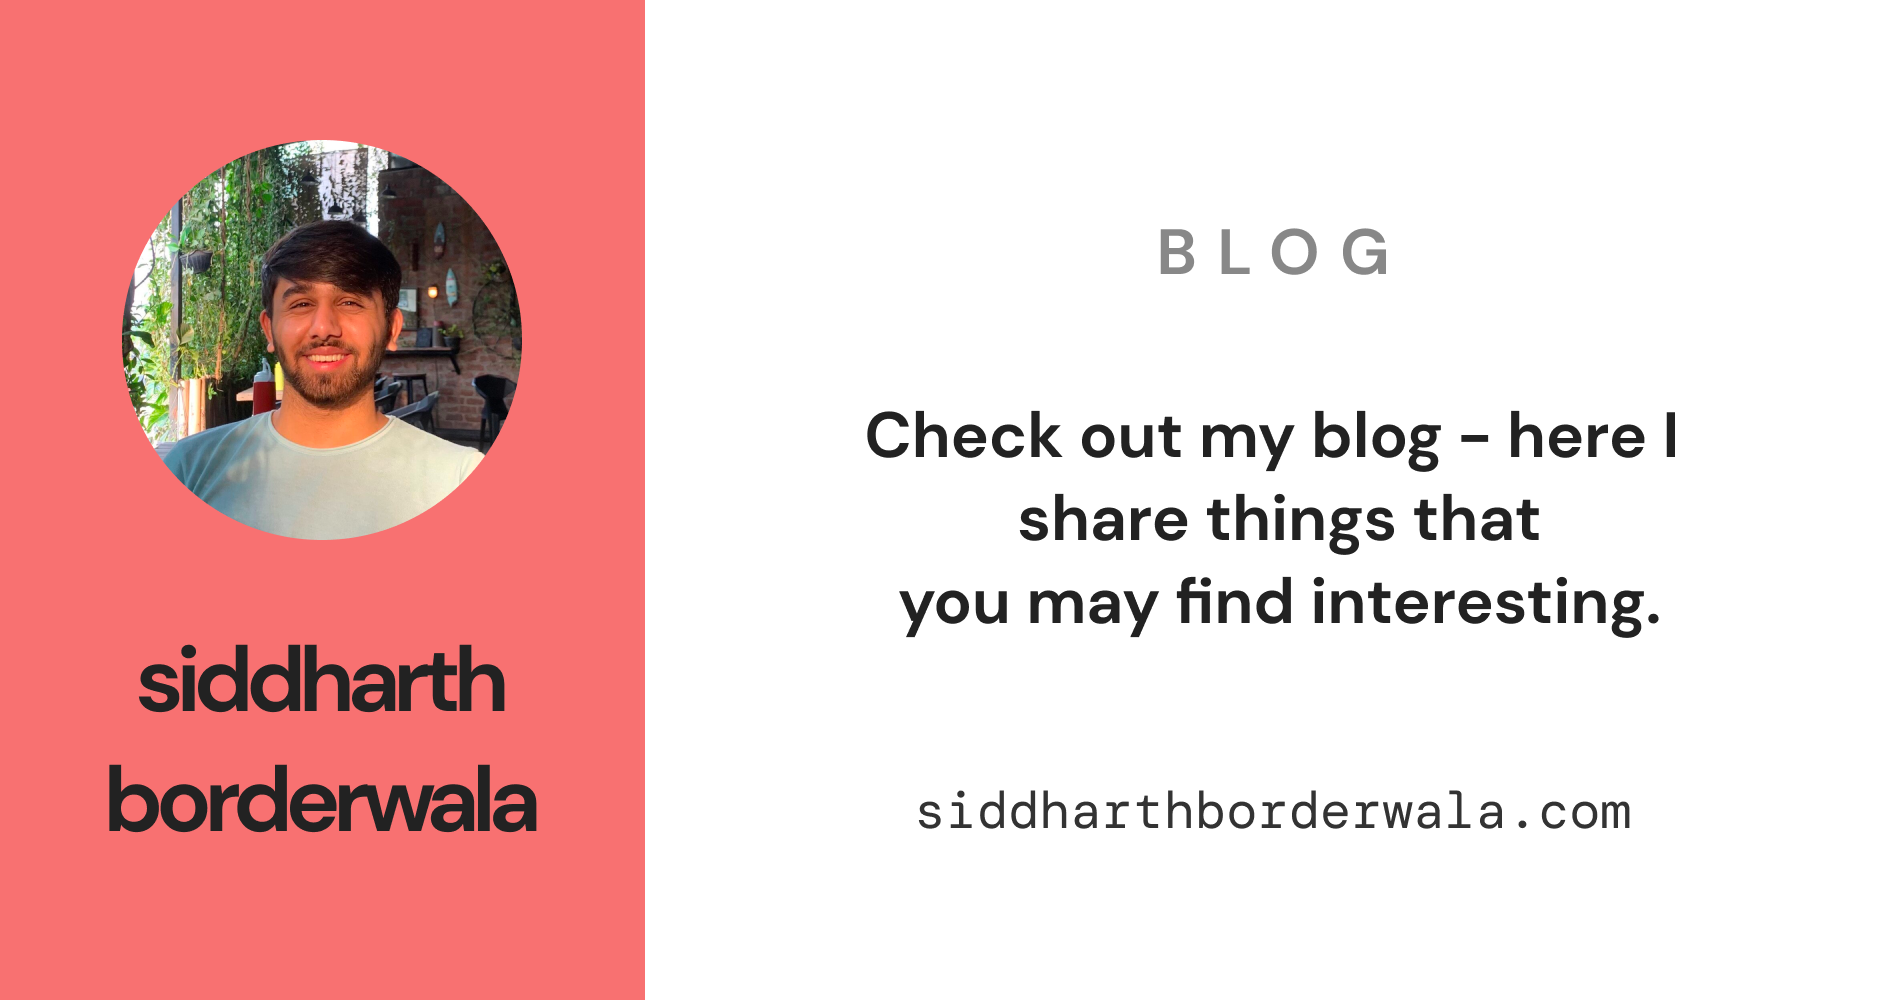 siddharth
borderwala
BLOG
Check out my blog - here I
share things that
you may find interesting.
siddharthborderwala.com